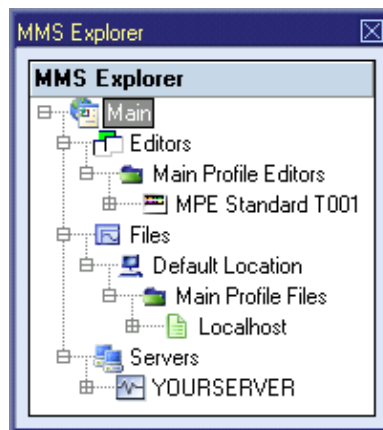 MMS Explorer
MMS Explorer
Main
Editors
Main Profile Editors
MPE Standard T001
Files
Default Location
Main Profile Files
Localhost
Servers
YOURSERVER